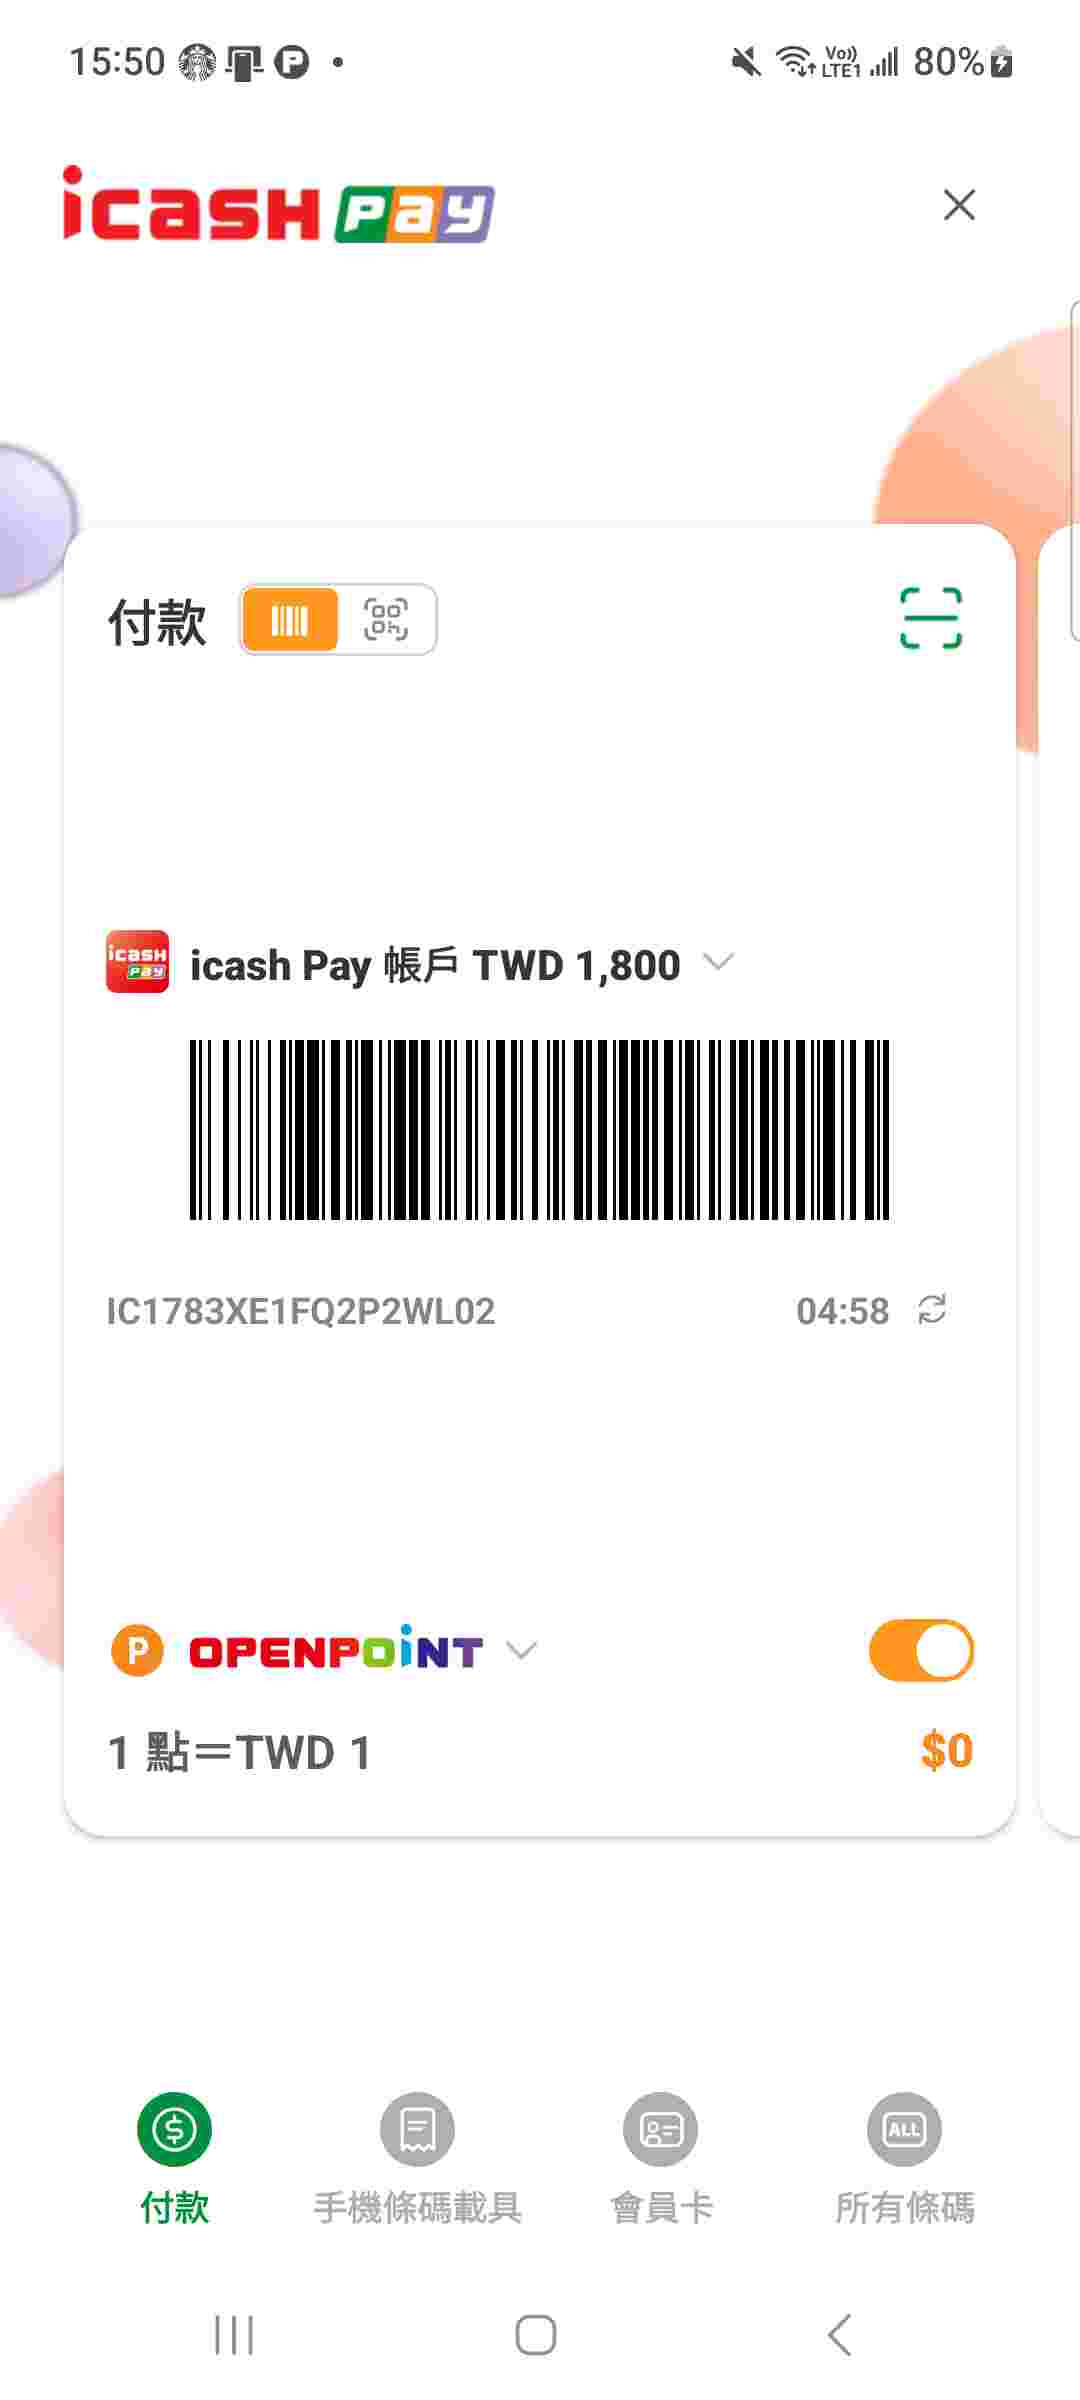 15:50
Vo)) LTE1 80%
icash Pay
付款
icash Pay 帳戶 TWD 1,800
IC1783XE1FQ2P2WL02 04:58
OPENPOINT
1 點＝TWD 1 $0
付款 手機條碼載具 會員卡 所有條碼